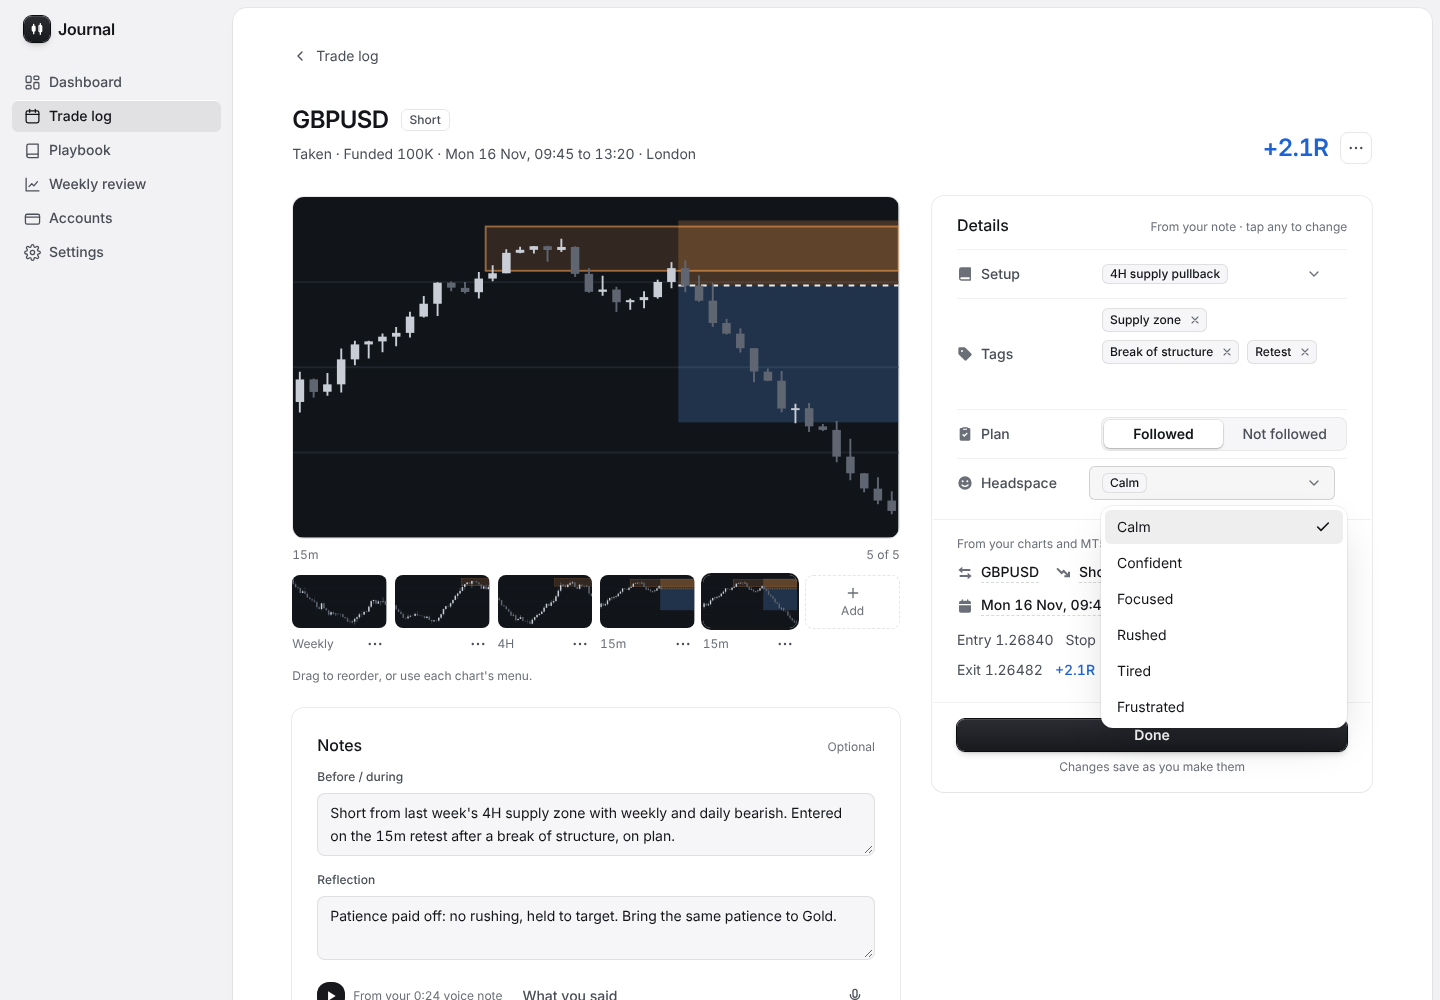 Journal
Dashboard
Trade log
Playbook
Weekly review
Accounts
Settings
Trade log
GBPUSD
Short
Taken · Funded 100K · Mon 16 Nov, 09:45 to 13:20 · London
+2.1R
15m
5 of 5
Weekly
4H
15m
15m
Add
Drag to reorder, or use each chart's menu.
Notes
Optional
Before / during
Short from last week's 4H supply zone with weekly and daily bearish. Entered
on the 15m retest after a break of structure, on plan.
Reflection
Patience paid off: no rushing, held to target. Bring the same patience to Gold.
From your 0:24 voice note
What you said
Details
From your note · tap any to change
Setup
4H supply pullback
Tags
Supply zone
Break of structure
Retest
Plan
Followed
Not followed
Headspace
Calm
Calm
Confident
Focused
Rushed
Tired
Frustrated
From your charts and
GBPUSD
Mon 16 Nov,
Entry 1.26840 Stop
Exit 1.26482 +2.1R
Done
Changes save as you make them